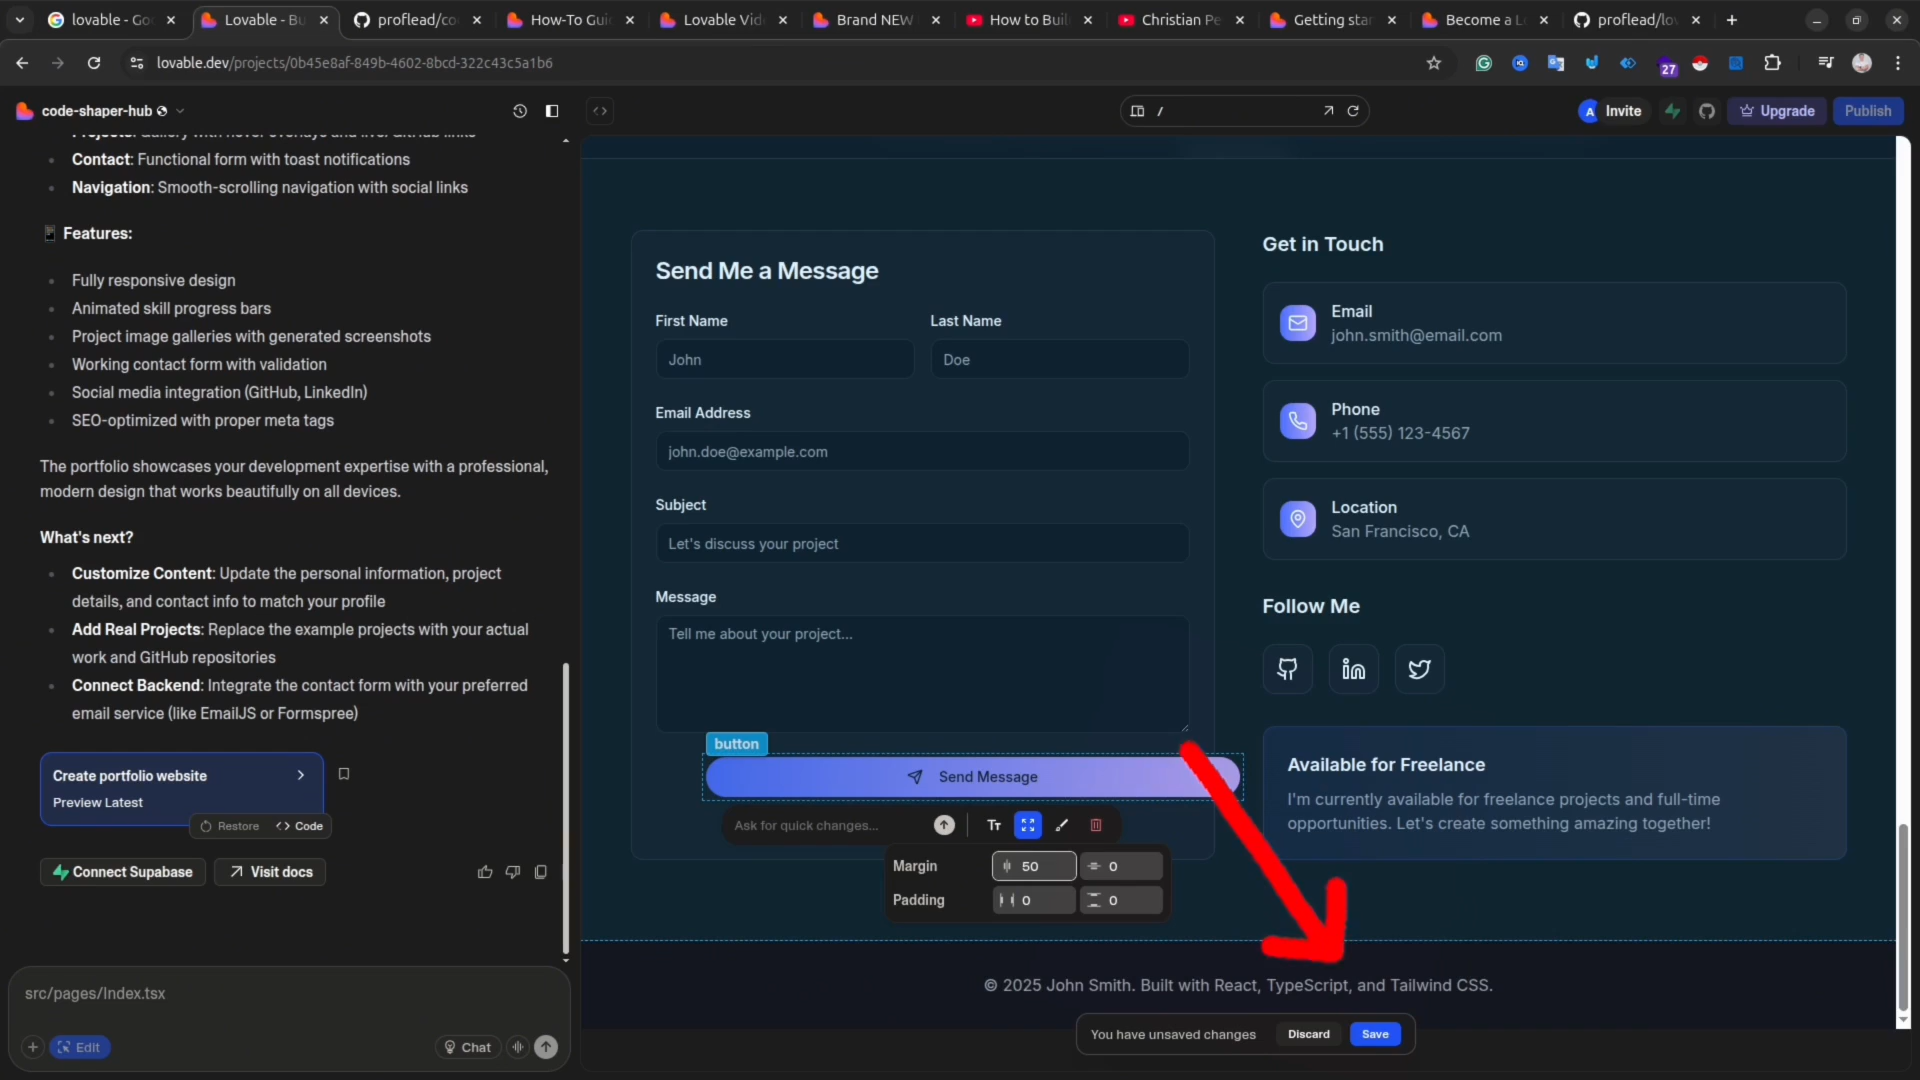 lovable - Go
Lovable - Bu
proflead/co
How-To Gui
Lovable Vid
Brand NEW
How to Buil
Christian Pe
Getting star
Become a L
proflead/lo
lovable.dev/projects/0b45e8af-849b-4602-8bcd-322c43c5a1b6
27
code-shaper-hub
/
A
Invite
Upgrade
Publish
Projects: Gallery with hover overlays and live/GitHub links
Contact: Functional form with toast notifications
Navigation: Smooth-scrolling navigation with social links
Features:
Fully responsive design
Animated skill progress bars
Project image galleries with generated screenshots
Working contact form with validation
Social media integration (GitHub, LinkedIn)
SEO-optimized with proper meta tags
The portfolio showcases your development expertise with a professional,
modern design that works beautifully on all devices.
What's next?
Customize Content: Update the personal information, project
details, and contact info to match your profile
Add Real Projects: Replace the example projects with your actual
work and GitHub repositories
Connect Backend: Integrate the contact form with your preferred
email service (like EmailJS or Formspree)
Create portfolio website
Preview Latest
Restore
Code
Connect Supabase
Visit docs
src/pages/Index.tsx
Edit
Chat
Send Me a Message
First Name
Last Name
John
Doe
Email Address
john.doe@example.com
Subject
Let's discuss your project
Message
Tell me about your project...
button
Send Message
Ask for quick changes...
Tт
Margin
50
0
Padding
0
0
Get in Touch
Email
john.smith@email.com
Phone
+1 (555) 123-4567
Location
San Francisco, CA
Follow Me
Available for Freelance
I'm currently available for freelance projects and full-time
opportunities. Let's create something amazing together!
© 2025 John Smith. Built with React, TypeScript, and Tailwind CSS.
You have unsaved changes
Discard
Save